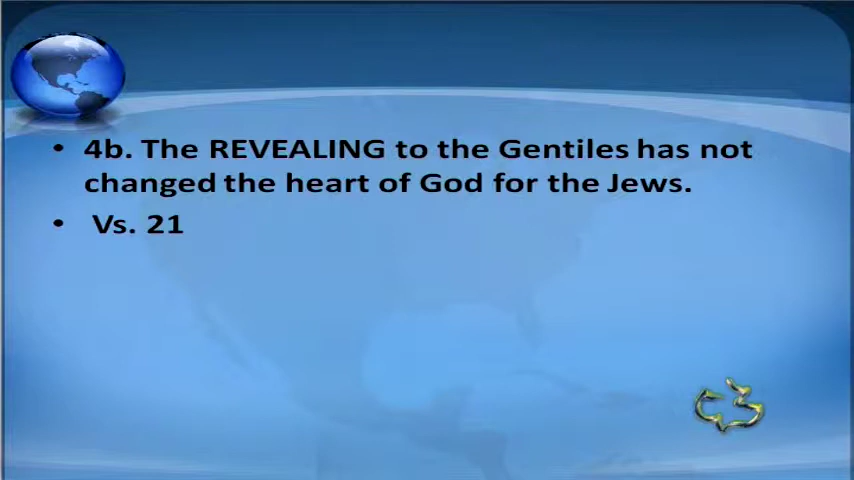 • 4b. The REVEALING to the Gentiles has not
changed the heart of God for the Jews.
• Vs. 21